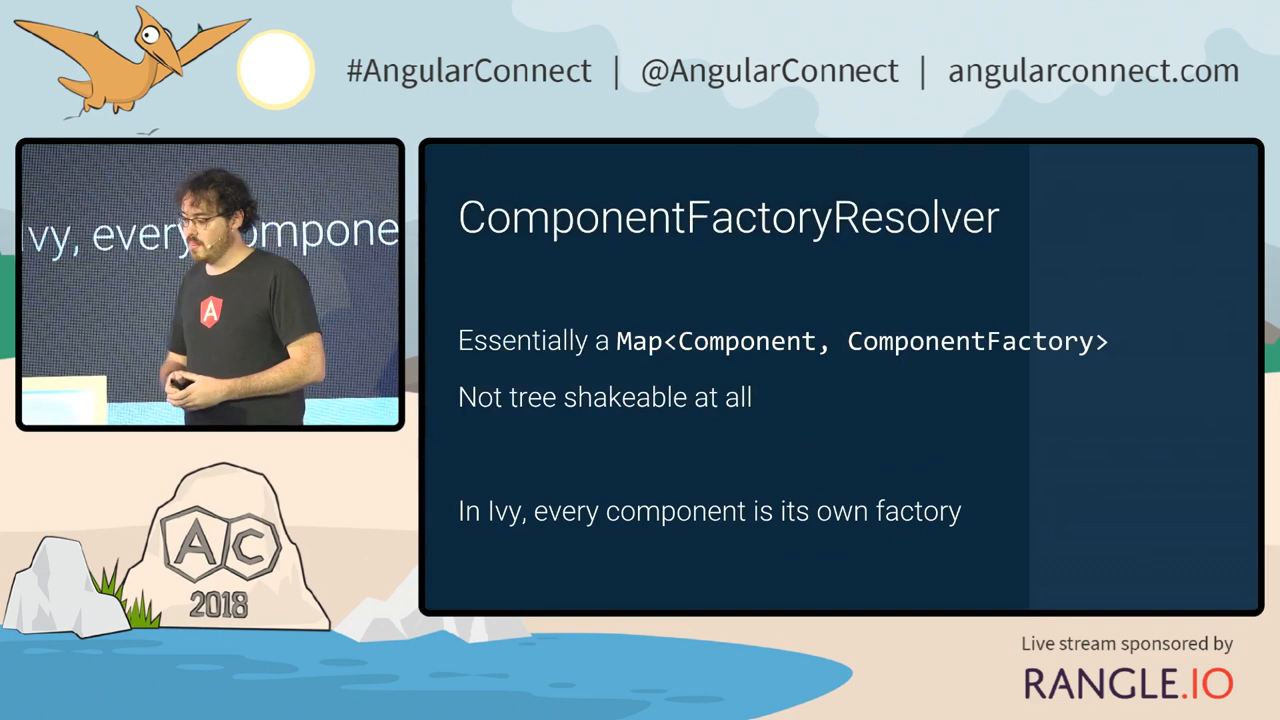 #AngularConnect | @AngularConnect | angularconnect.com
Ivy, every compone
A
ComponentFactoryResolver
Essentially a Map<Component, ComponentFactory>
Not tree shakeable at all
In Ivy, every component is its own factory
AC
2018
Live stream sponsored by
RANGLE.IO